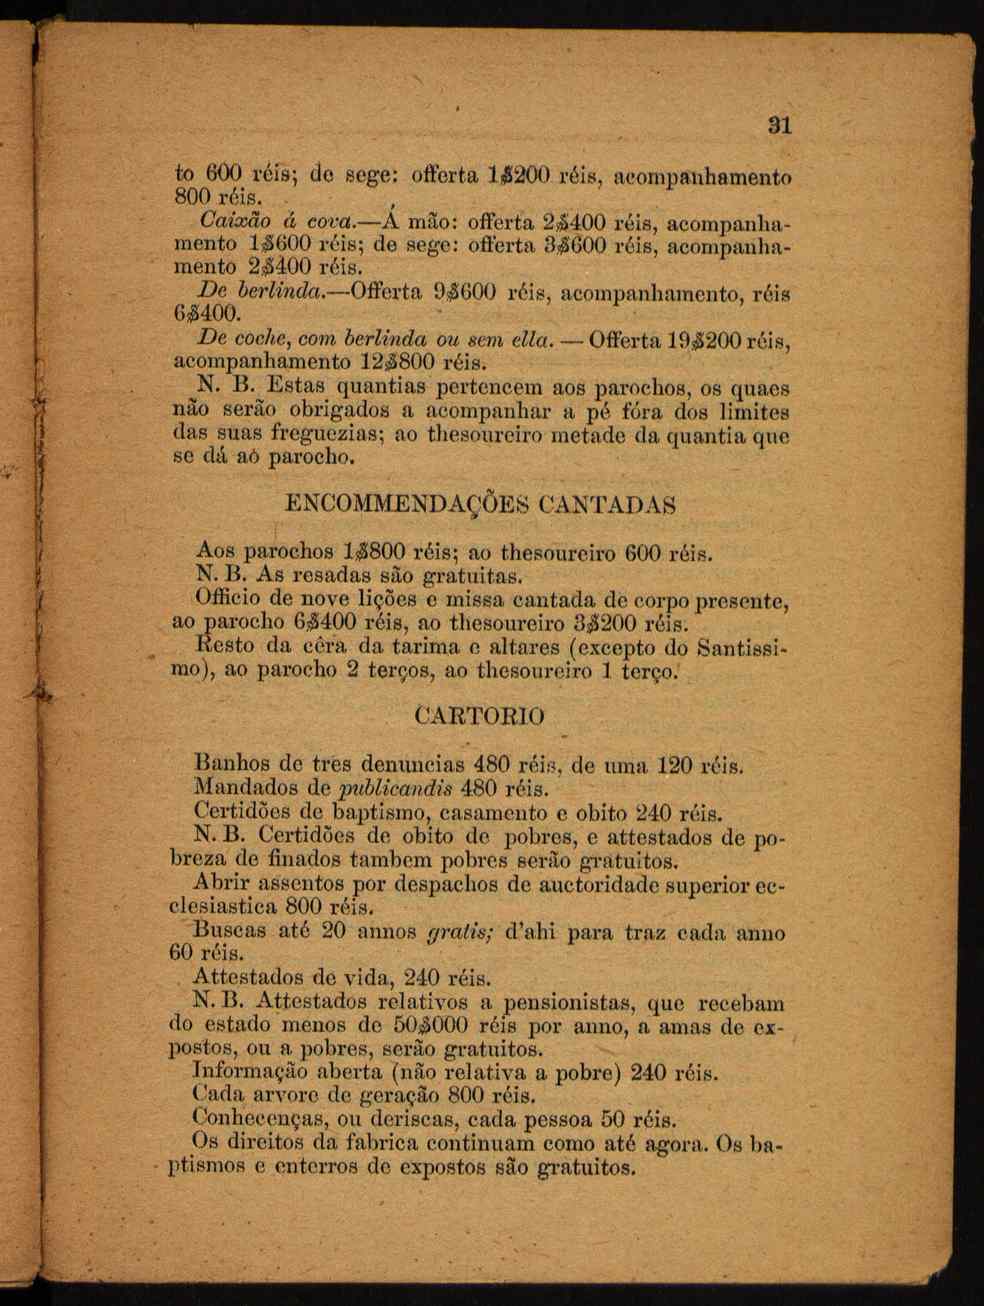 31
to 600 réis; de sege: offerta 1$200 réis, acompanhamento
800 réis.
Caixão á cova.—Á mão: offerta 2$400 réis, acompanha-
mento 1$600 réis; de sege: offerta 3$600 réis, acompanha-
mento 2$400 réis.
De berlinda.—Offerta 9$600 réis, acompanhamento, réis
6$400.
De coche, com berlinda ou sem ella. — Offerta 19$200 réis,
acompanhamento 12$800 réis.
N. B. Estas quantias pertencem aos parochos, os quaes
não serão obrigados a acompanhar a pé fóra dos limites
das suas freguezias; ao thesoureiro metade da quantia que
se dá ao parocho.
ENCOMMENDAÇÕES CANTADAS
Aos parochos 1$800 réis; ao thesoureiro 600 réis.
N. B. As resadas são gratuitas.
Officio de nove lições e missa cantada de corpo presente,
ao parocho 6$400 réis, ao thesoureiro 3$200 réis.
Resto da cêra da tarima e altares (excepto do Santissi-
mo), ao parocho 2 terços, ao thesoureiro 1 terço.
CARTORIO
Banhos de tres denuncias 480 réis, de uma 120 réis.
Mandados de publicandis 480 réis.
Certidões de baptismo, casamento e obito 240 réis.
N. B. Certidões de obito de pobres, e attestados de po-
breza de finados tambem pobres serão gratuitos.
Abrir assentos por despachos de auctoridade superior ec-
clesiastica 800 réis.
Buscas até 20 annos gratis; d'ahi para traz cada anno
60 réis.
Attestados de vida, 240 réis.
N. B. Attestados relativos a pensionistas, que recebam
do estado menos de 50$000 réis por anno, a amas de ex-
postos, ou a pobres, serão gratuitos.
Informação aberta (não relativa a pobre) 240 réis.
Cada arvore de geração 800 réis.
Conhecenças, ou deriscas, cada pessoa 50 réis.
Os direitos da fabrica continuam como até agora. Os ba-
ptismos e enterros de expostos são gratuitos.